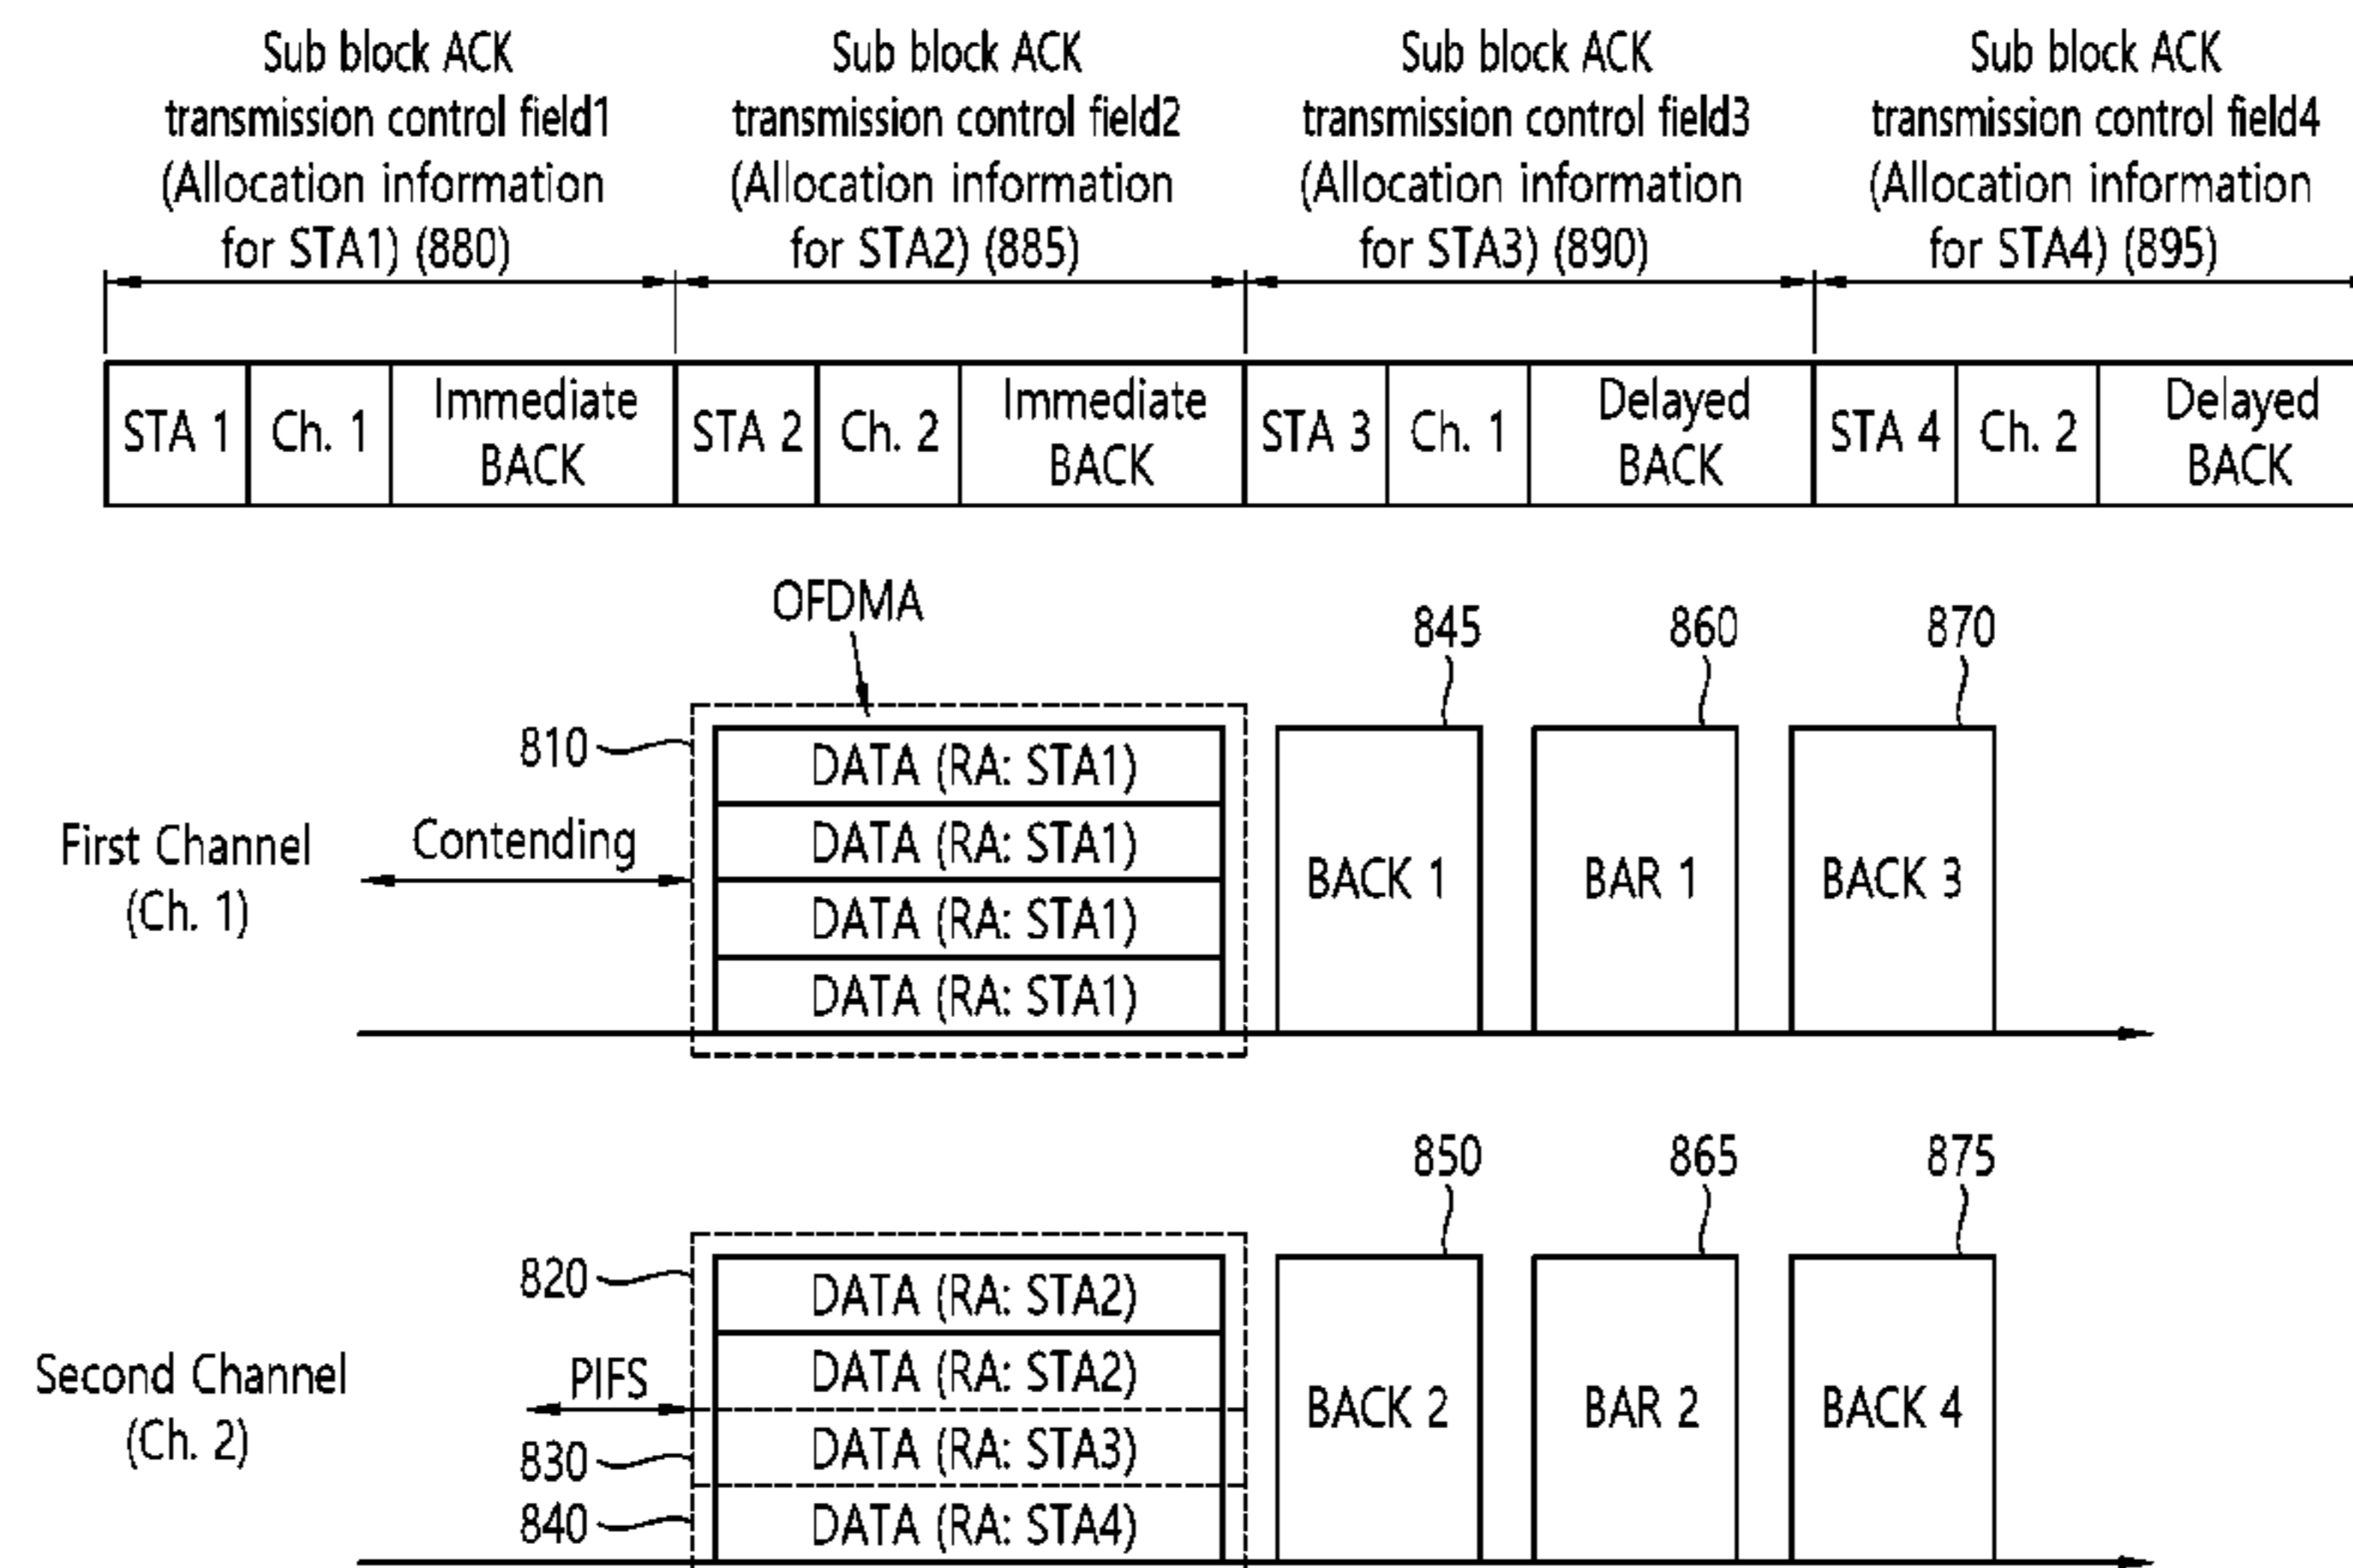 Sub block ACK
transmission control field1
(Allocation information
for STA1) (880)
Sub block ACK
transmission control field2
(Allocation information
for STA2) (885)
Sub block ACK
transmission control field3
(Allocation information
for STA3) (890)
Sub block ACK
transmission control field4
(Allocation information
for STA4) (895)
STA 1
Ch. 1
Immediate
BACK
STA 2
Ch. 2
Immediate
BACK
STA 3
Ch. 1
Delayed
BACK
STA 4
Ch. 2
Delayed
BACK
OFDMA
845
860
870
810
DATA (RA: STA1)
DATA (RA: STA1)
DATA (RA: STA1)
DATA (RA: STA1)
First Channel
(Ch. 1)
Contending
BACK 1
BAR 1
BACK 3
850
865
875
820
DATA (RA: STA2)
DATA (RA: STA2)
Second Channel
(Ch. 2)
PIFS
830
DATA (RA: STA3)
840
DATA (RA: STA4)
BACK 2
BAR 2
BACK 4